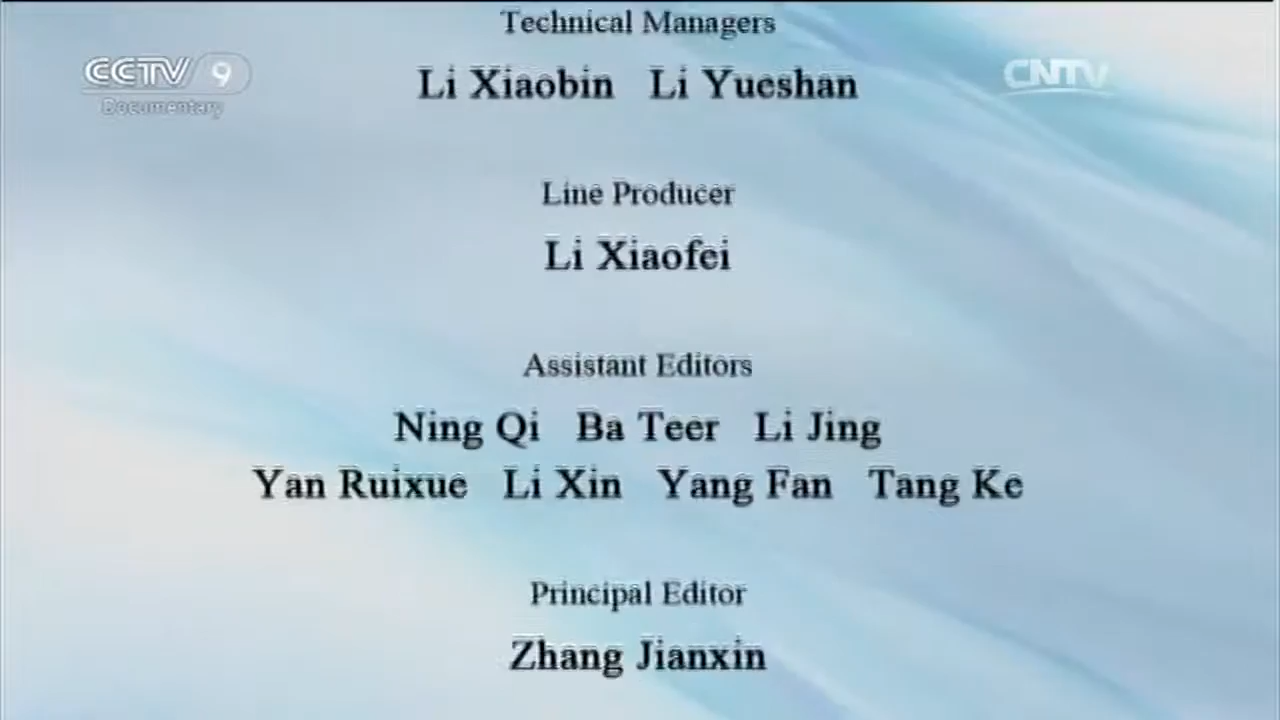 Technical Managers
CCTV 9
Documentary
Li Xiaobin Li Yueshan
CNTV
Line Producer
Li Xiaofei
Assistant Editors
Ning Qi Ba Teer Li Jing
Yan Ruixue Li Xin Yang Fan Tang Ke
Principal Editor
Zhang Jianxin